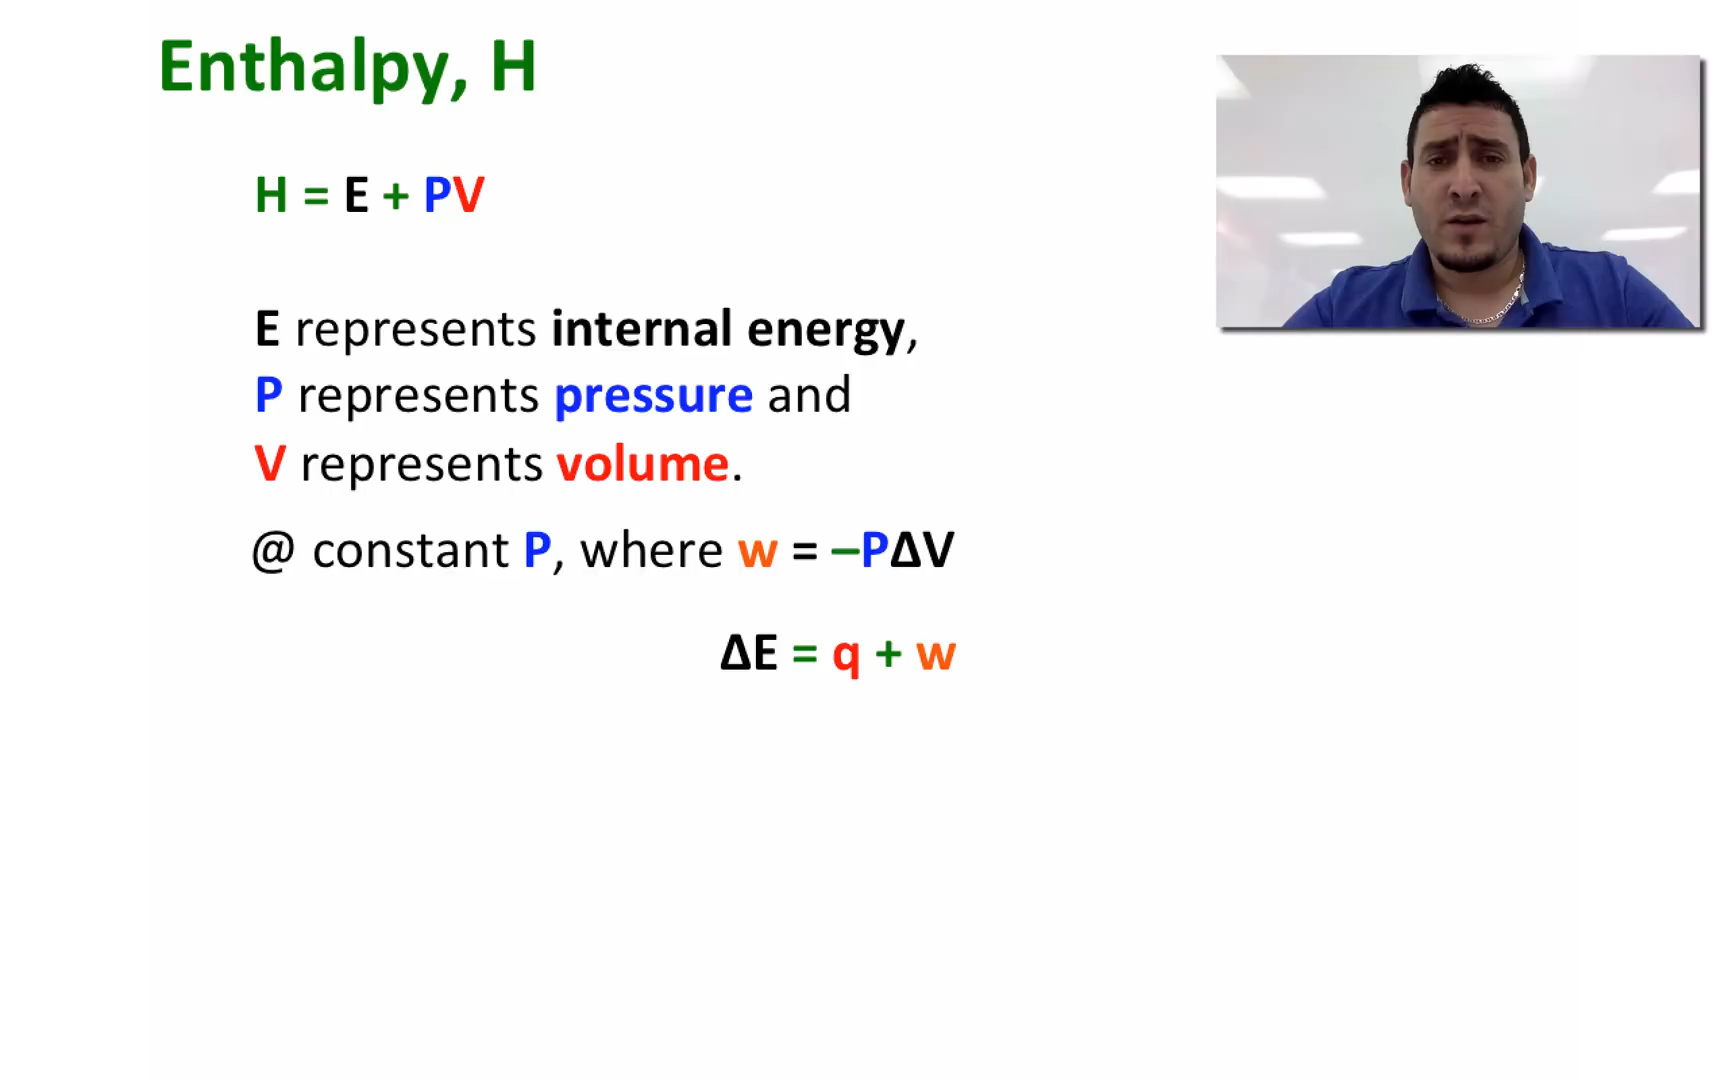 Enthalpy, H
H = E + PV
E represents internal energy,
P represents pressure and
V represents volume.
@ constant P, where w = –PΔV
ΔE = q + w